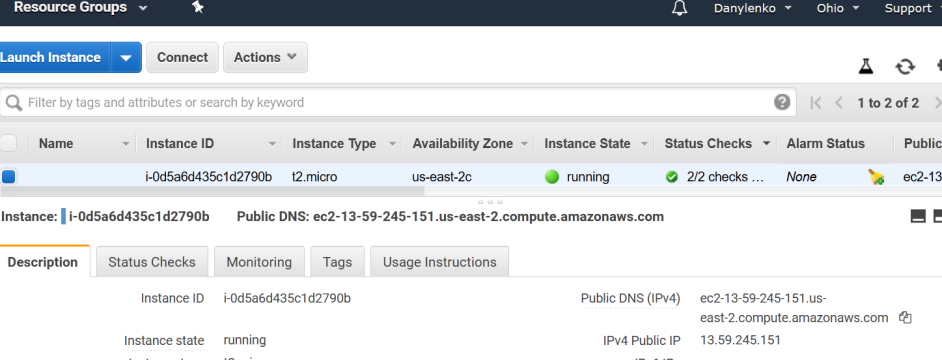 Resource Groups Danylenko Ohio Support
Launch Instance Connect Actions
Filter by tags and attributes or search by keyword 1 to 2 of 2
Name Instance ID Instance Type Availability Zone Instance State Status Checks Alarm Status Public
i-0d5a6d435c1d2790b t2.micro us-east-2c running 2/2 checks ... None ec2-13
Instance: i-0d5a6d435c1d2790b Public DNS: ec2-13-59-245-151.us-east-2.compute.amazonaws.com
Description Status Checks Monitoring Tags Usage Instructions
Instance ID i-0d5a6d435c1d2790b Public DNS (IPv4) ec2-13-59-245-151.us-
east-2.compute.amazonaws.com
Instance state running IPv4 Public IP 13.59.245.151